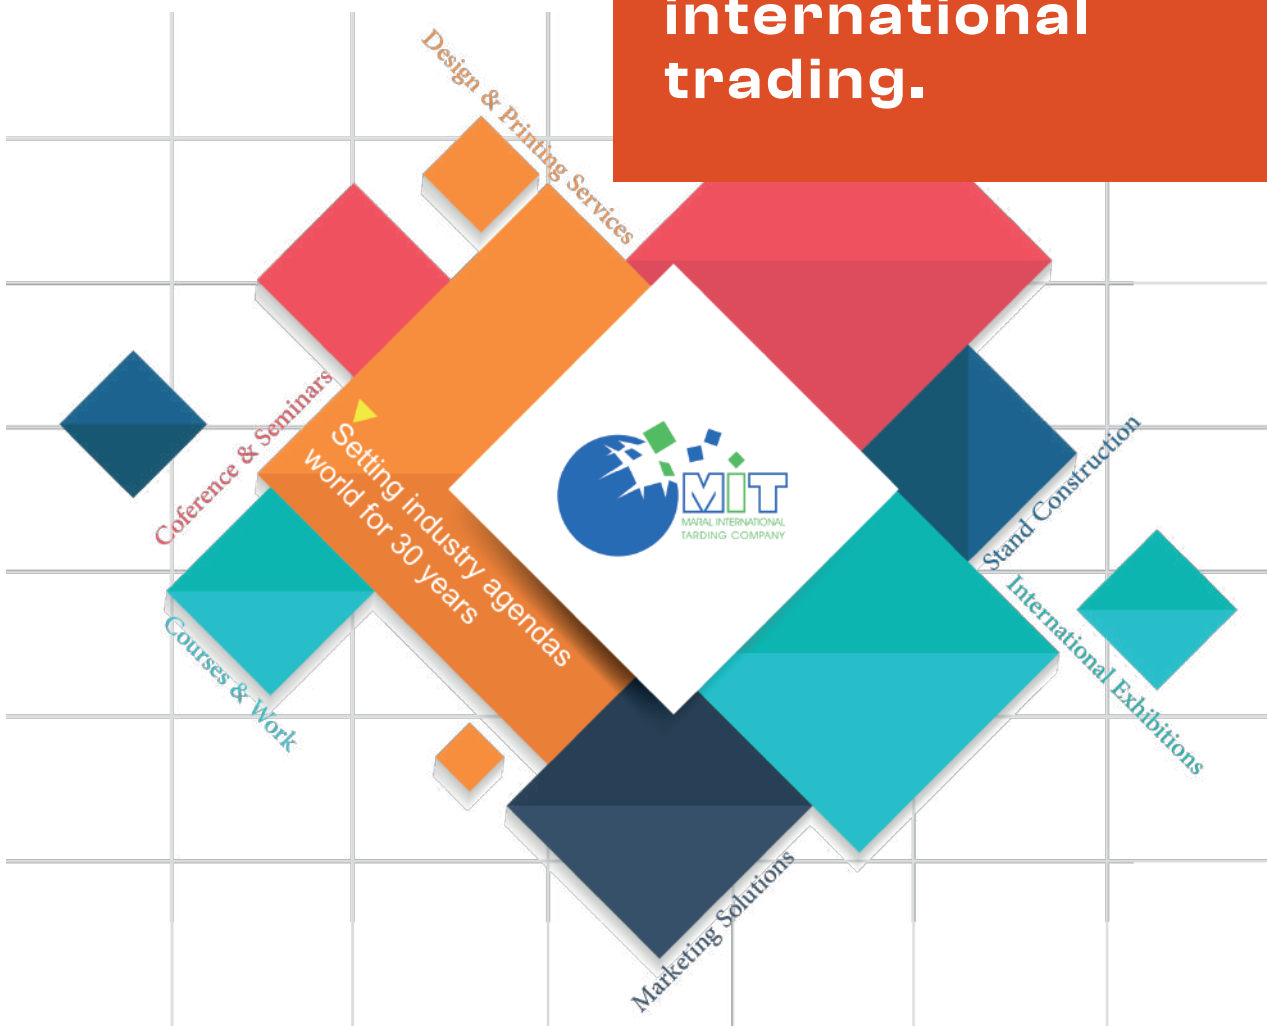 international
trading.
Design & Printing Services
Coference & Seminars
Setting industry agendas
world for 30 years
MIT
MARAL INTERNATIONAL
TARDING COMPANY
Stand Construction
International Exhibitions
Courses & Work
Marketing Solutions